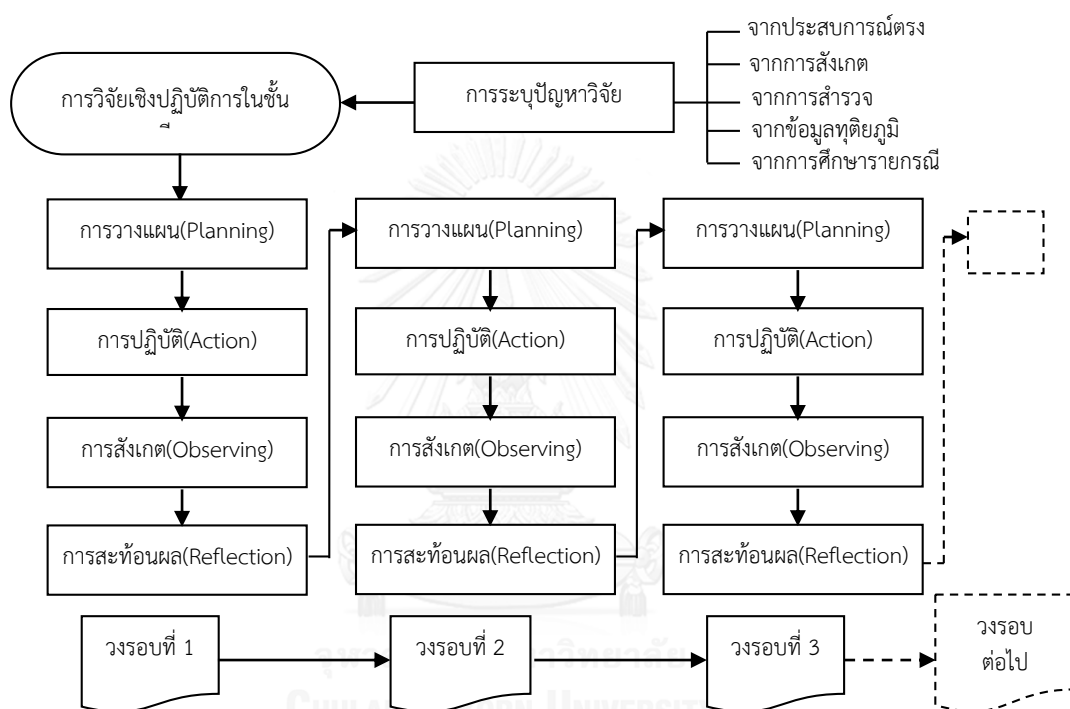 จากประสบการณ์ตรง
จากการสังเกต
จากการสำรวจ
จากข้อมูลทุติยภูมิ
จากการศึกษารายกรณี
การระบุปัญหาวิจัย
การวิจัยเชิงปฏิบัติการในชั้น
การวางแผน(Planning)
การปฏิบัติ(Action)
การสังเกต(Observing)
การสะท้อนผล(Reflection)
การวางแผน(Planning)
การปฏิบัติ(Action)
การสังเกต(Observing)
การสะท้อนผล(Reflection)
การวางแผน(Planning)
การปฏิบัติ(Action)
การสังเกต(Observing)
การสะท้อนผล(Reflection)
วงรอบที่ 1
วงรอบที่ 2
วงรอบที่ 3
วงรอบ
ต่อไป